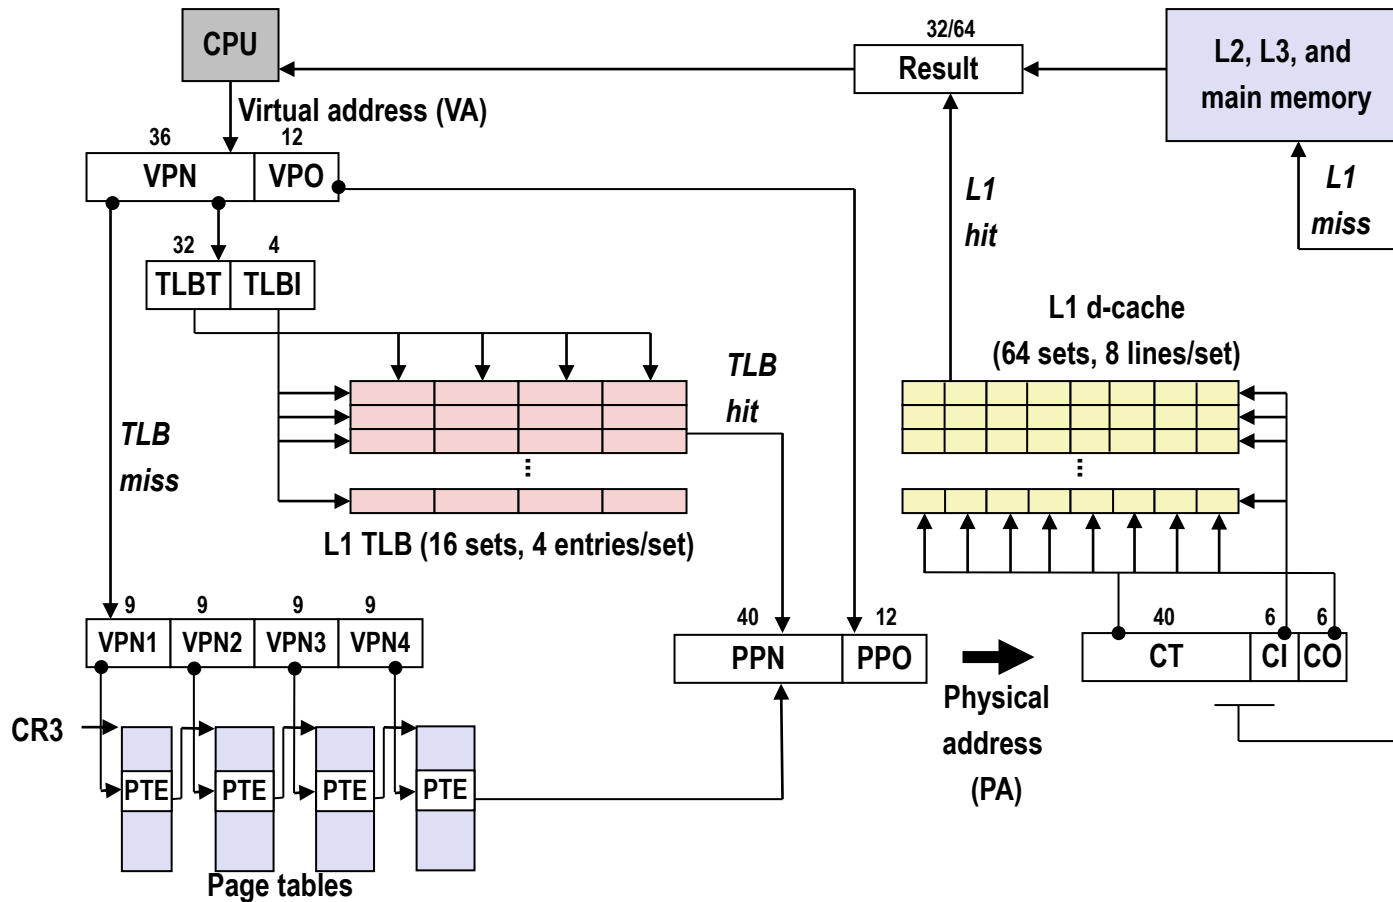 CPU
32/64
Result
L2, L3, and
main memory
Virtual address (VA)
36 12
VPN VPO
L1
hit
L1
miss
32 4
TLBT TLBI
L1 d-cache
(64 sets, 8 lines/set)
TLB
hit
TLB
miss
...
...
L1 TLB (16 sets, 4 entries/set)
9 9 9 9
VPN1 VPN2 VPN3 VPN4
40 12
PPN PPO
40 6 6
CT CI CO
Physical
address
(PA)
CR3
PTE PTE PTE PTE
Page tables